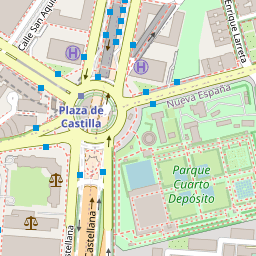 Calle San Aqui
Enrique Larreta
Nueva España
Plaza de
Castilla
Parque
Cuarto
Depósito
Castellana
stellana